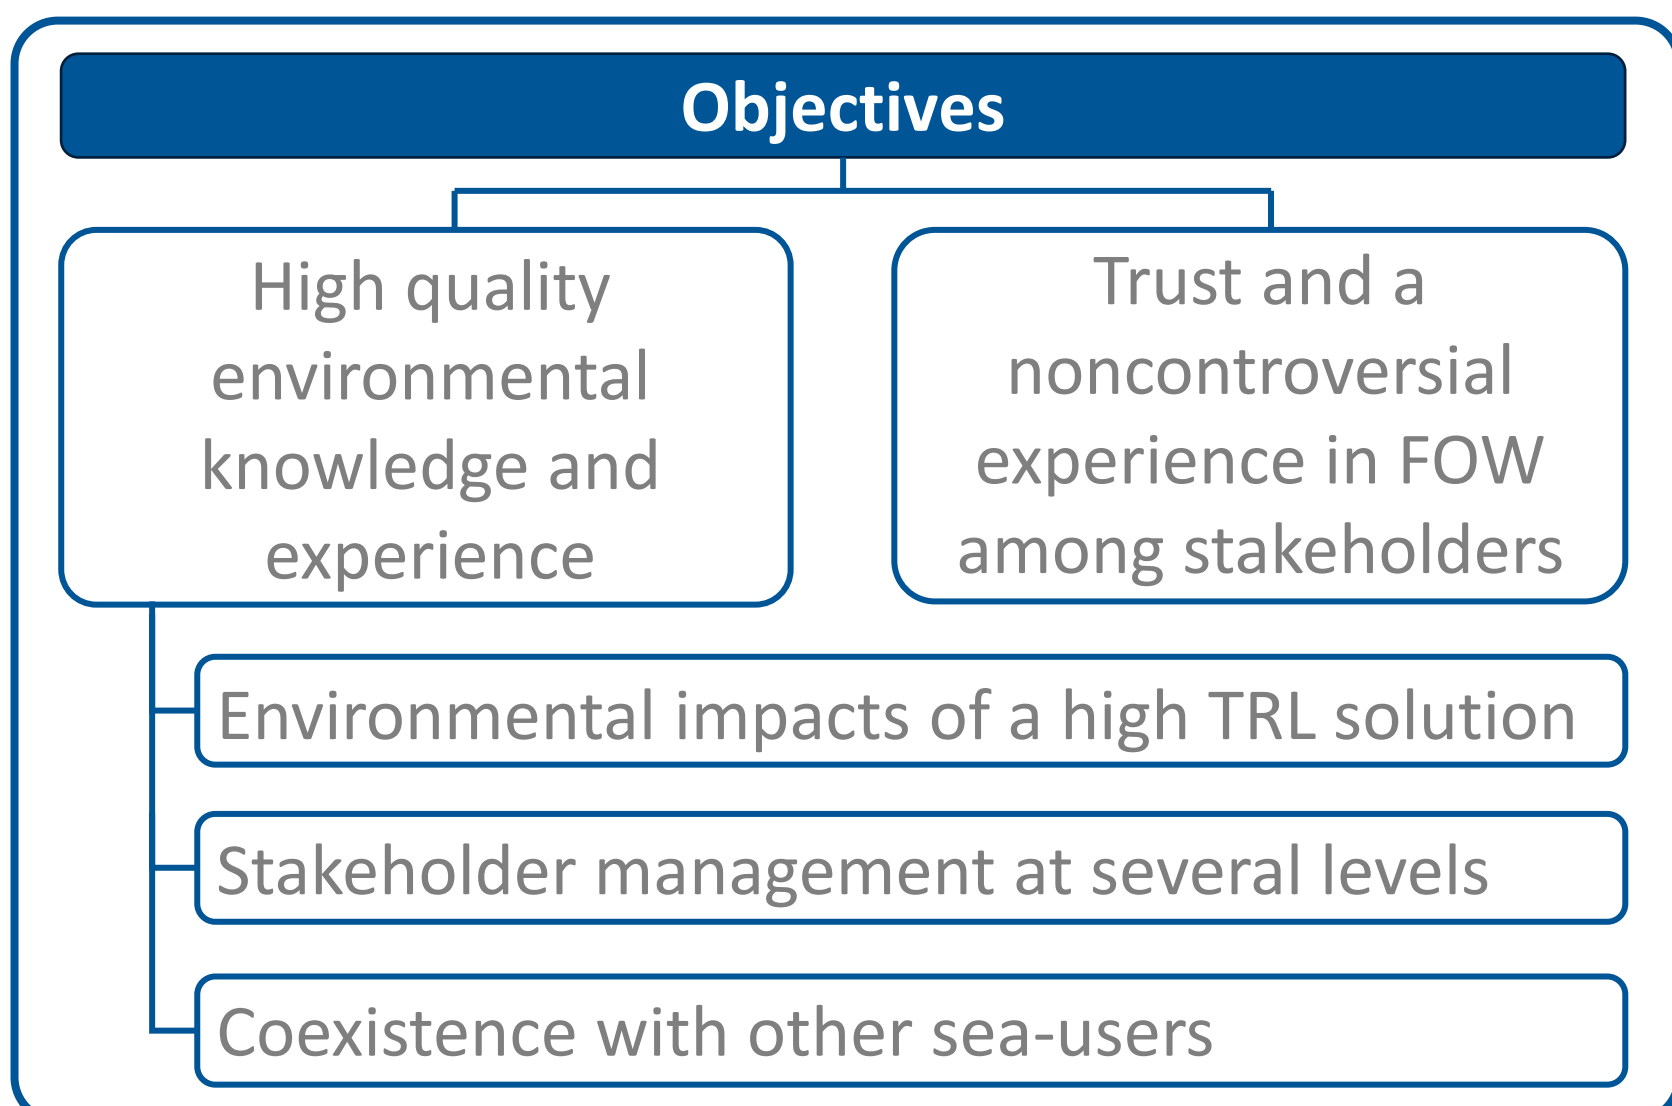 Objectives
High quality
environmental
knowledge and
experience
Trust and a
noncontroversial
experience in FOW
among stakeholders
Environmental impacts of a high TRL solution
Stakeholder management at several levels
Coexistence with other sea-users